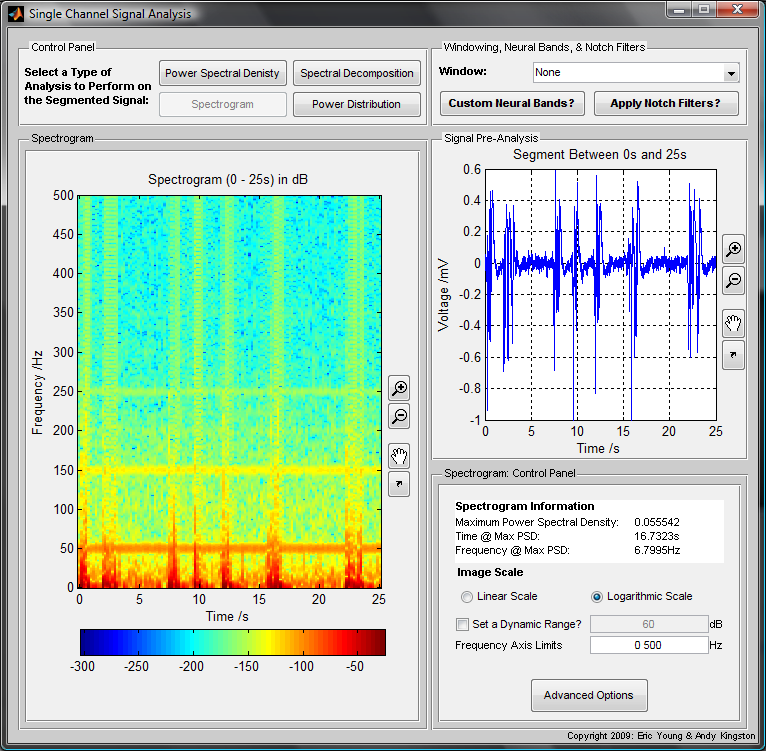 Single Channel Signal Analysis
Control Panel
Select a Type of
Analysis to Perform on
the Segmented Signal:
Power Spectral Denisty
Spectral Decomposition
Spectrogram
Power Distribution
Windowing, Neural Bands, & Notch Filters
Window:
None
Custom Neural Bands?
Apply Notch Filters?
Spectrogram
Spectrogram (0 - 25s) in dB
500
450
400
350
300
250
200
150
100
50
0
Frequency /Hz
0 5 10 15 20 25
Time /s
-300 -250 -200 -150 -100 -50
Signal Pre-Analysis
Segment Between 0s and 25s
0.6
0.4
0.2
0
-0.2
-0.4
-0.6
-0.8
-1
Voltage /mV
0 5 10 15 20 25
Time /s
Spectrogram: Control Panel
Spectrogram Information
Maximum Power Spectral Density: 0.055542
Time @ Max PSD: 16.7323s
Frequency @ Max PSD: 6.7995Hz
Image Scale
Linear Scale
Logarithmic Scale
Set a Dynamic Range? 60 dB
Frequency Axis Limits 0 500 Hz
Advanced Options
Copyright 2009: Eric Young & Andy Kingston